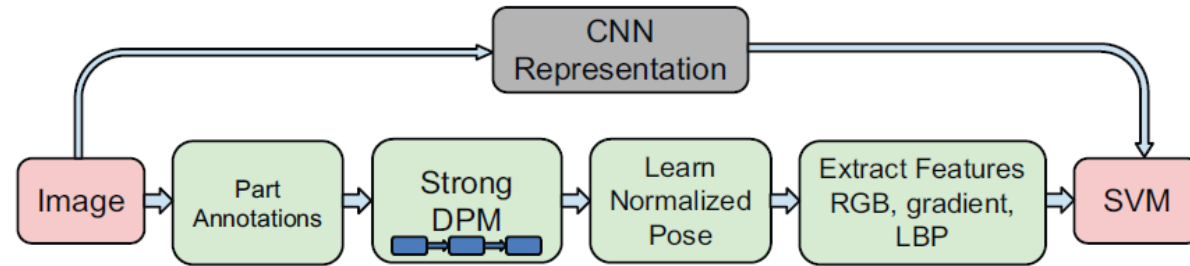 CNN
Representation
Image
Part
Annotations
Strong
DPM
Learn
Normalized
Pose
Extract Features
RGB, gradient,
LBP
SVM